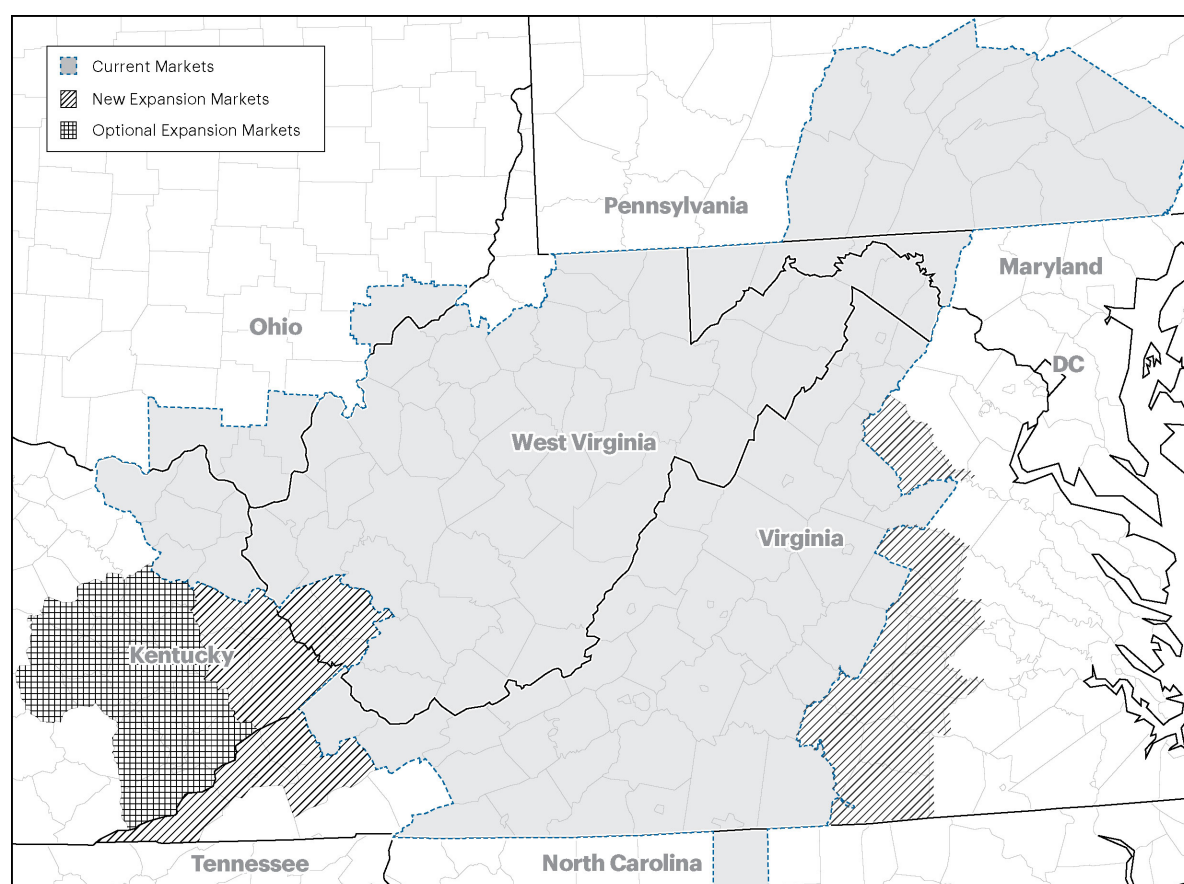 Current Markets
New Expansion Markets
Optional Expansion Markets
Pennsylvania
Maryland
Ohio
DC
West Virginia
Virginia
Kentucky
Tennessee
North Carolina